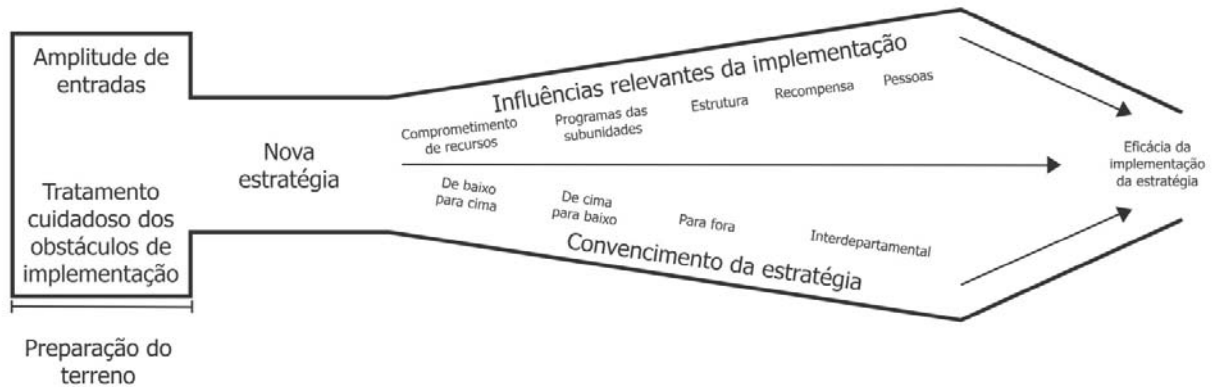 Amplitude de
entradas
Tratamento
cuidadoso dos
obstáculos de
implementação
Preparação do
terreno
Nova
estratégia
Influências relevantes da implementação
Comprometimento
de recursos
Programas das
subunidades
Estrutura
Recompensa
Pessoas
De baixo
para cima
De cima
para baixo
Para fora
Interdepartamental
Convencimento da estratégia
Eficácia da
implementação
da estratégia